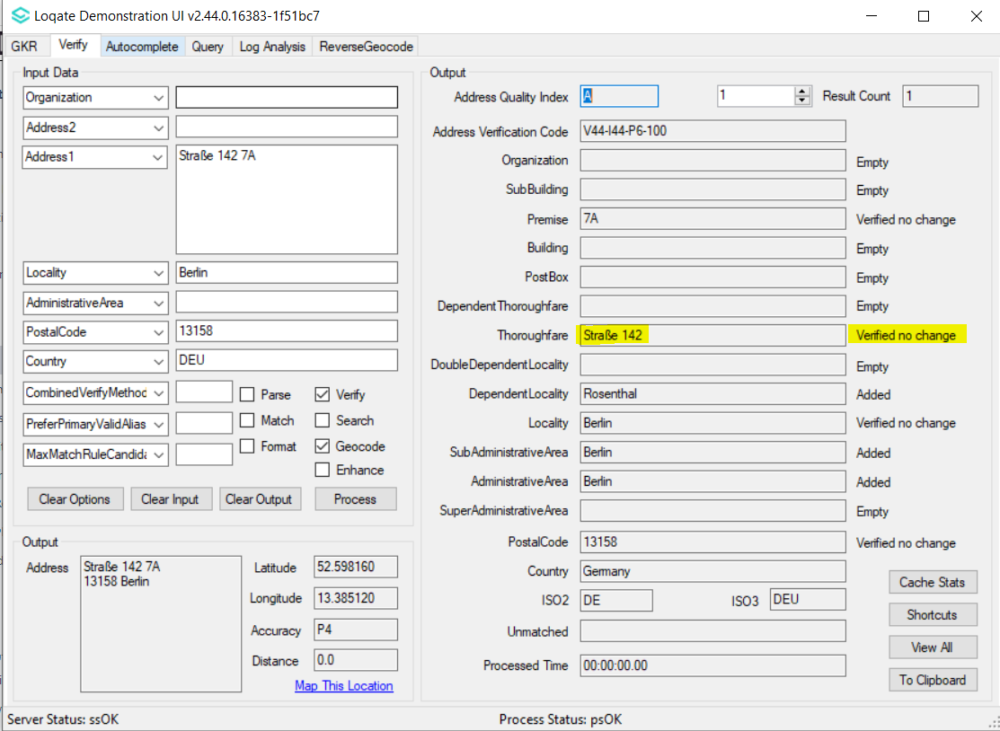 Loqate Demonstration UI v2.44.0.16383-1f51bc7
GKR Verify Autocomplete Query Log Analysis ReverseGeocode
Input Data
Organization
Address2
Address1 Straße 142 7A
Locality Berlin
AdministrativeArea
PostalCode 13158
Country DEU
CombinedVerifyMethod Parse Verify
PreferPrimaryValidAlias Match Search
MaxMatchRuleCandida Format Geocode
Enhance
Clear Options Clear Input Clear Output Process
Output
Address Straße 142 7A
13158 Berlin
Latitude 52.598160
Longitude 13.385120
Accuracy P4
Distance 0.0
Map This Location
Output
Address Quality Index A 1 Result Count 1
Address Verification Code V44-I44-P6-100
Organization Empty
SubBuilding Empty
Premise 7A Verified no change
Building Empty
PostBox Empty
DependentThoroughfare Empty
Thoroughfare Straße 142 Verified no change
DoubleDependentLocality Empty
DependentLocality Rosenthal Added
Locality Berlin Verified no change
SubAdministrativeArea Berlin Added
AdministrativeArea Berlin Added
SuperAdministrativeArea Empty
PostalCode 13158 Verified no change
Country Germany
ISO2 DE ISO3 DEU
Unmatched
Processed Time 00:00:00.00
Cache Stats
Shortcuts
View All
To Clipboard
Server Status: ssOK Process Status: psOK